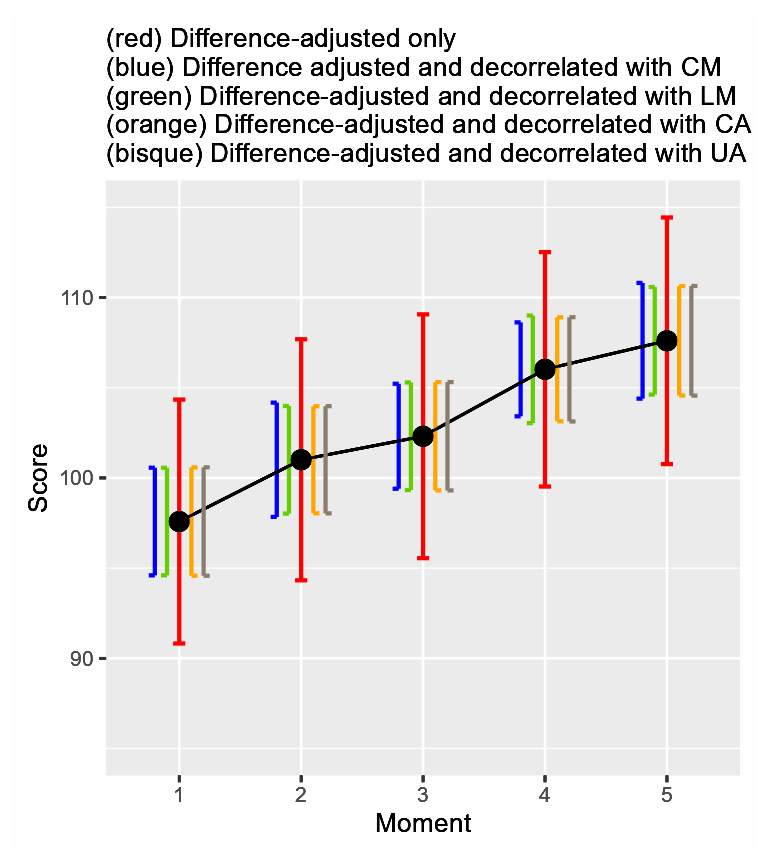 (red) Difference-adjusted only
(blue) Difference adjusted and decorrelated with CM
(green) Difference-adjusted and decorrelated with LM
(orange) Difference-adjusted and decorrelated with CA
(bisque) Difference-adjusted and decorrelated with UA
110
100
90
Score
1 2 3 4 5
Moment